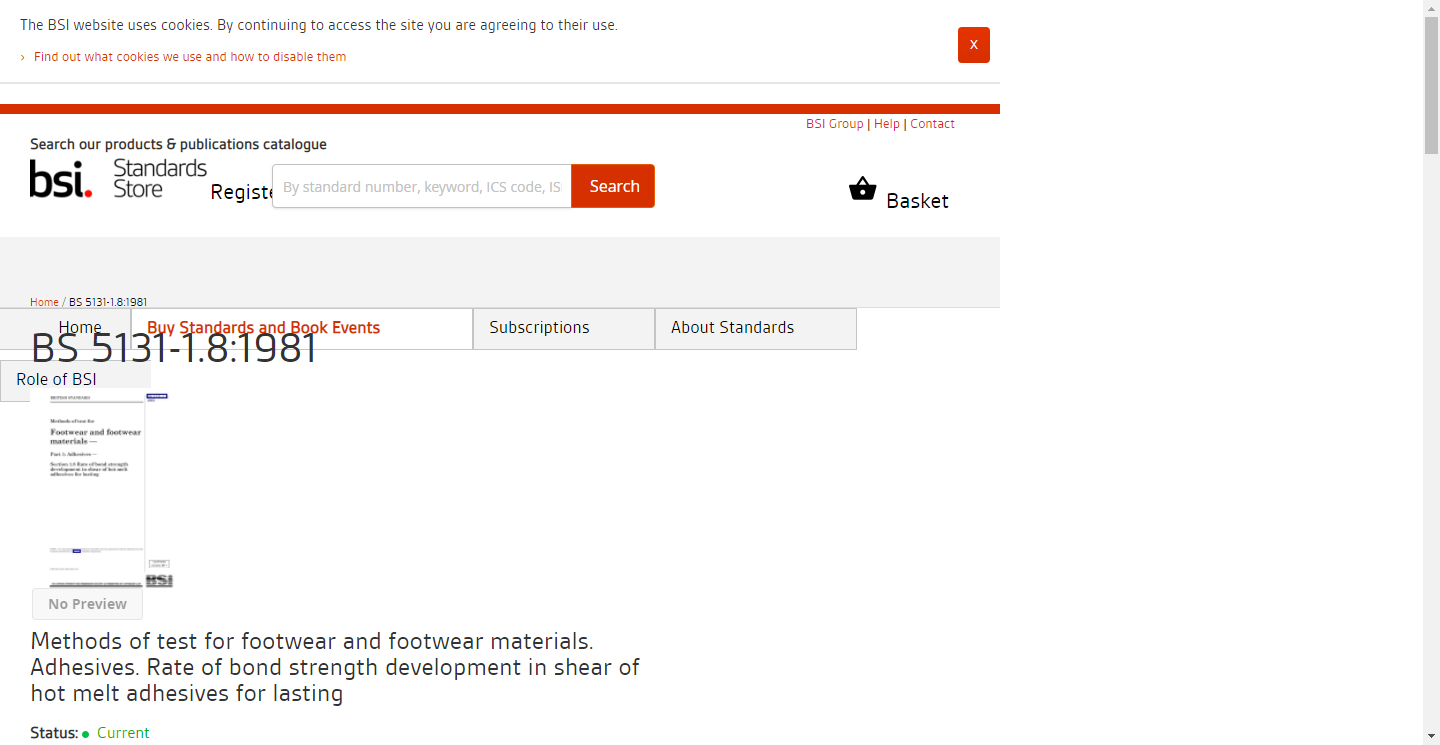 The BSI website uses cookies. By continuing to access the site you are agreeing to their use.
› Find out what cookies we use and how to disable them
X
BSI Group | Help | Contact
Search our products & publications catalogue
bsi. Standards Store
Register
By standard number, keyword, ICS code, IS
Search
Basket
Home / BS 5131-1.8:1981
Home
Buy Standards and Book Events
Subscriptions
About Standards
BS 5131-1.8:1981
Role of BSI
BRITISH STANDARD
Methods of test for
Footwear and footwear
materials —
Part 1: Adhesives —
Section 1.8 Rate of bond strength
development in shear of hot melt
adhesives for lasting
BSI
No Preview
Methods of test for footwear and footwear materials.
Adhesives. Rate of bond strength development in shear of
hot melt adhesives for lasting
Status: Current